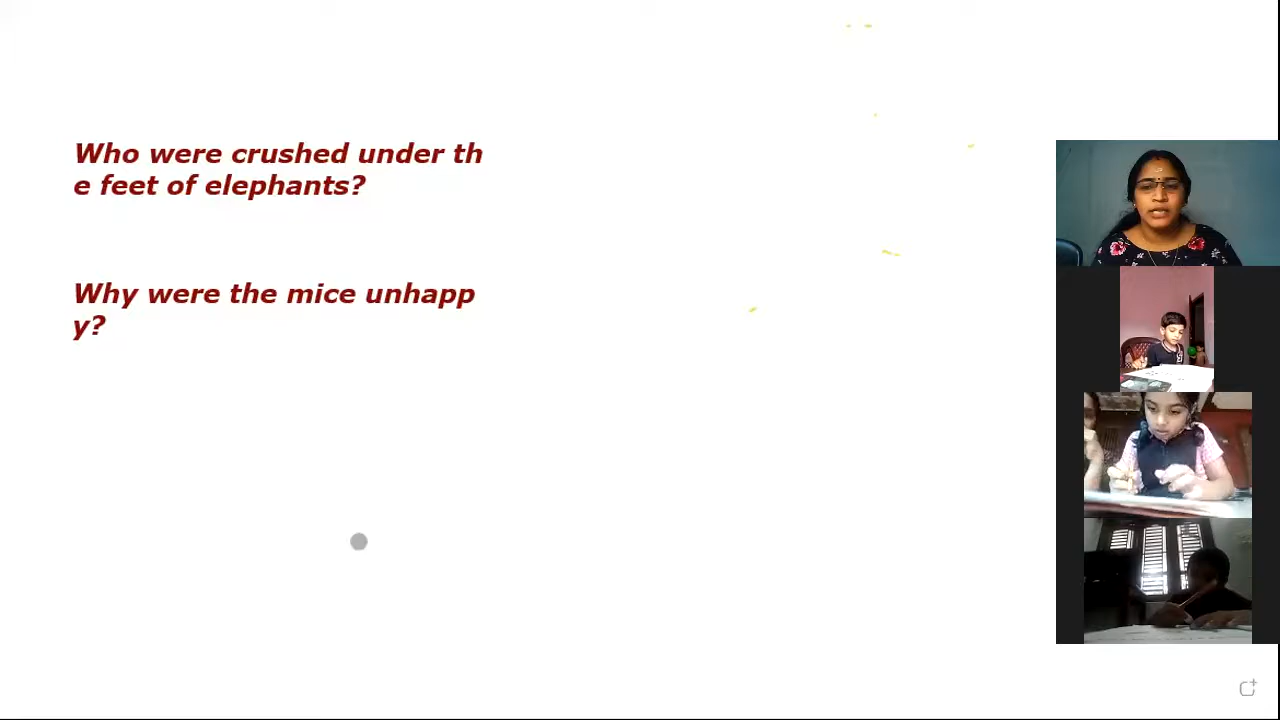 Who were crushed under th
e feet of elephants?
Why were the mice unhapp
y?